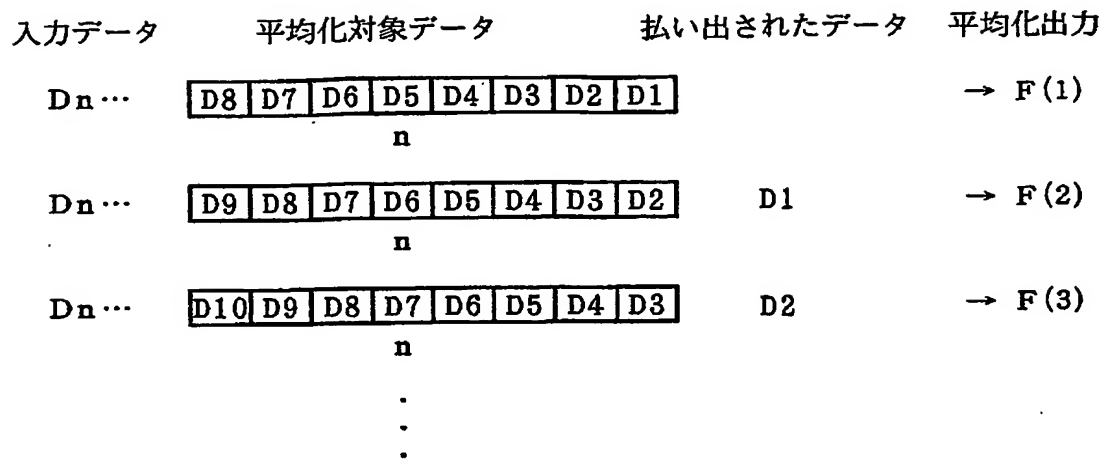 入力データ 平均化対象データ 払い出されたデータ 平均化出力
Dn… D8 D7 D6 D5 D4 D3 D2 D1 → F(1)
n
Dn… D9 D8 D7 D6 D5 D4 D3 D2 D1 → F(2)
n
Dn… D10 D9 D8 D7 D6 D5 D4 D3 D2 → F(3)
n